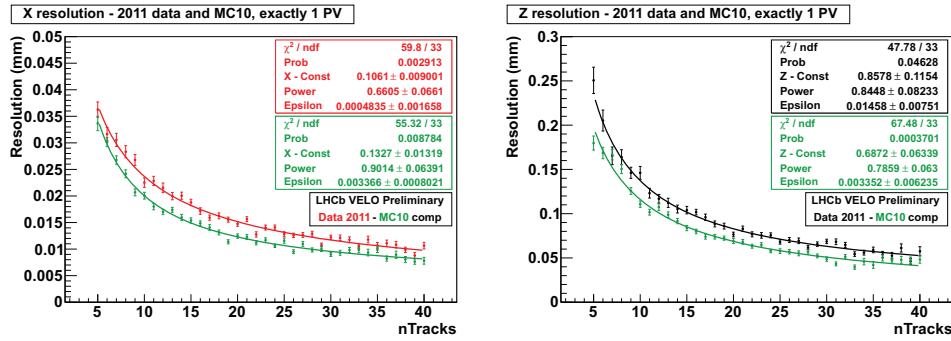 X resolution - 2011 data and MC10, exactly 1 PV
Resolution (mm)
0.05
0.045
0.04
0.035
0.03
0.025
0.02
0.015
0.01
0.005
0
χ² / ndf 59.8 / 33
Prob 0.002913
X - Const 0.1061 ± 0.009001
Power 0.6605 ± 0.0661
Epsilon 0.0004835 ± 0.001658
χ² / ndf 55.32 / 33
Prob 0.008784
X - Const 0.1327 ± 0.01319
Power 0.9014 ± 0.06391
Epsilon 0.003366 ± 0.0008021
LHCb VELO Preliminary
Data 2011 - MC10 comp
5 10 15 20 25 30 35 40
nTracks
Z resolution - 2011 data and MC10, exactly 1 PV
Resolution (mm)
0.3
0.25
0.2
0.15
0.1
0.05
0
χ² / ndf 47.78 / 33
Prob 0.04628
Z - Const 0.8578 ± 0.1154
Power 0.8448 ± 0.08233
Epsilon 0.01458 ± 0.00751
χ² / ndf 67.48 / 33
Prob 0.0003701
Z - Const 0.6872 ± 0.06339
Power 0.7859 ± 0.063
Epsilon 0.003352 ± 0.006235
LHCb VELO Preliminary
Data 2011 - MC10 comp
5 10 15 20 25 30 35 40
nTracks